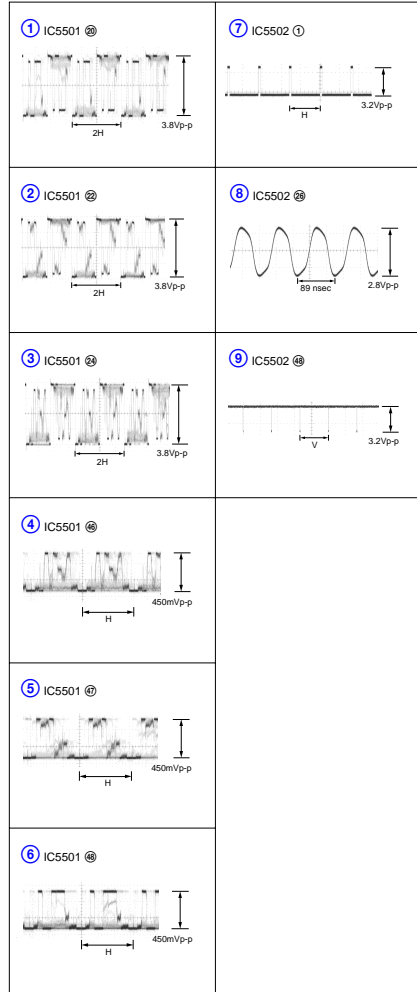 ① IC5501 ⑳
3.8Vp-p
2H
② IC5501 ㉒
3.8Vp-p
2H
③ IC5501 ㉔
3.8Vp-p
2H
④ IC5501 ㊻
450mVp-p
H
⑤ IC5501 ㊼
450mVp-p
H
⑥ IC5501 ㊽
450mVp-p
H
⑦ IC5502 ①
3.2Vp-p
H
⑧ IC5502 ㉖
89 nsec
2.8Vp-p
⑨ IC5502 ㊽
3.2Vp-p
V